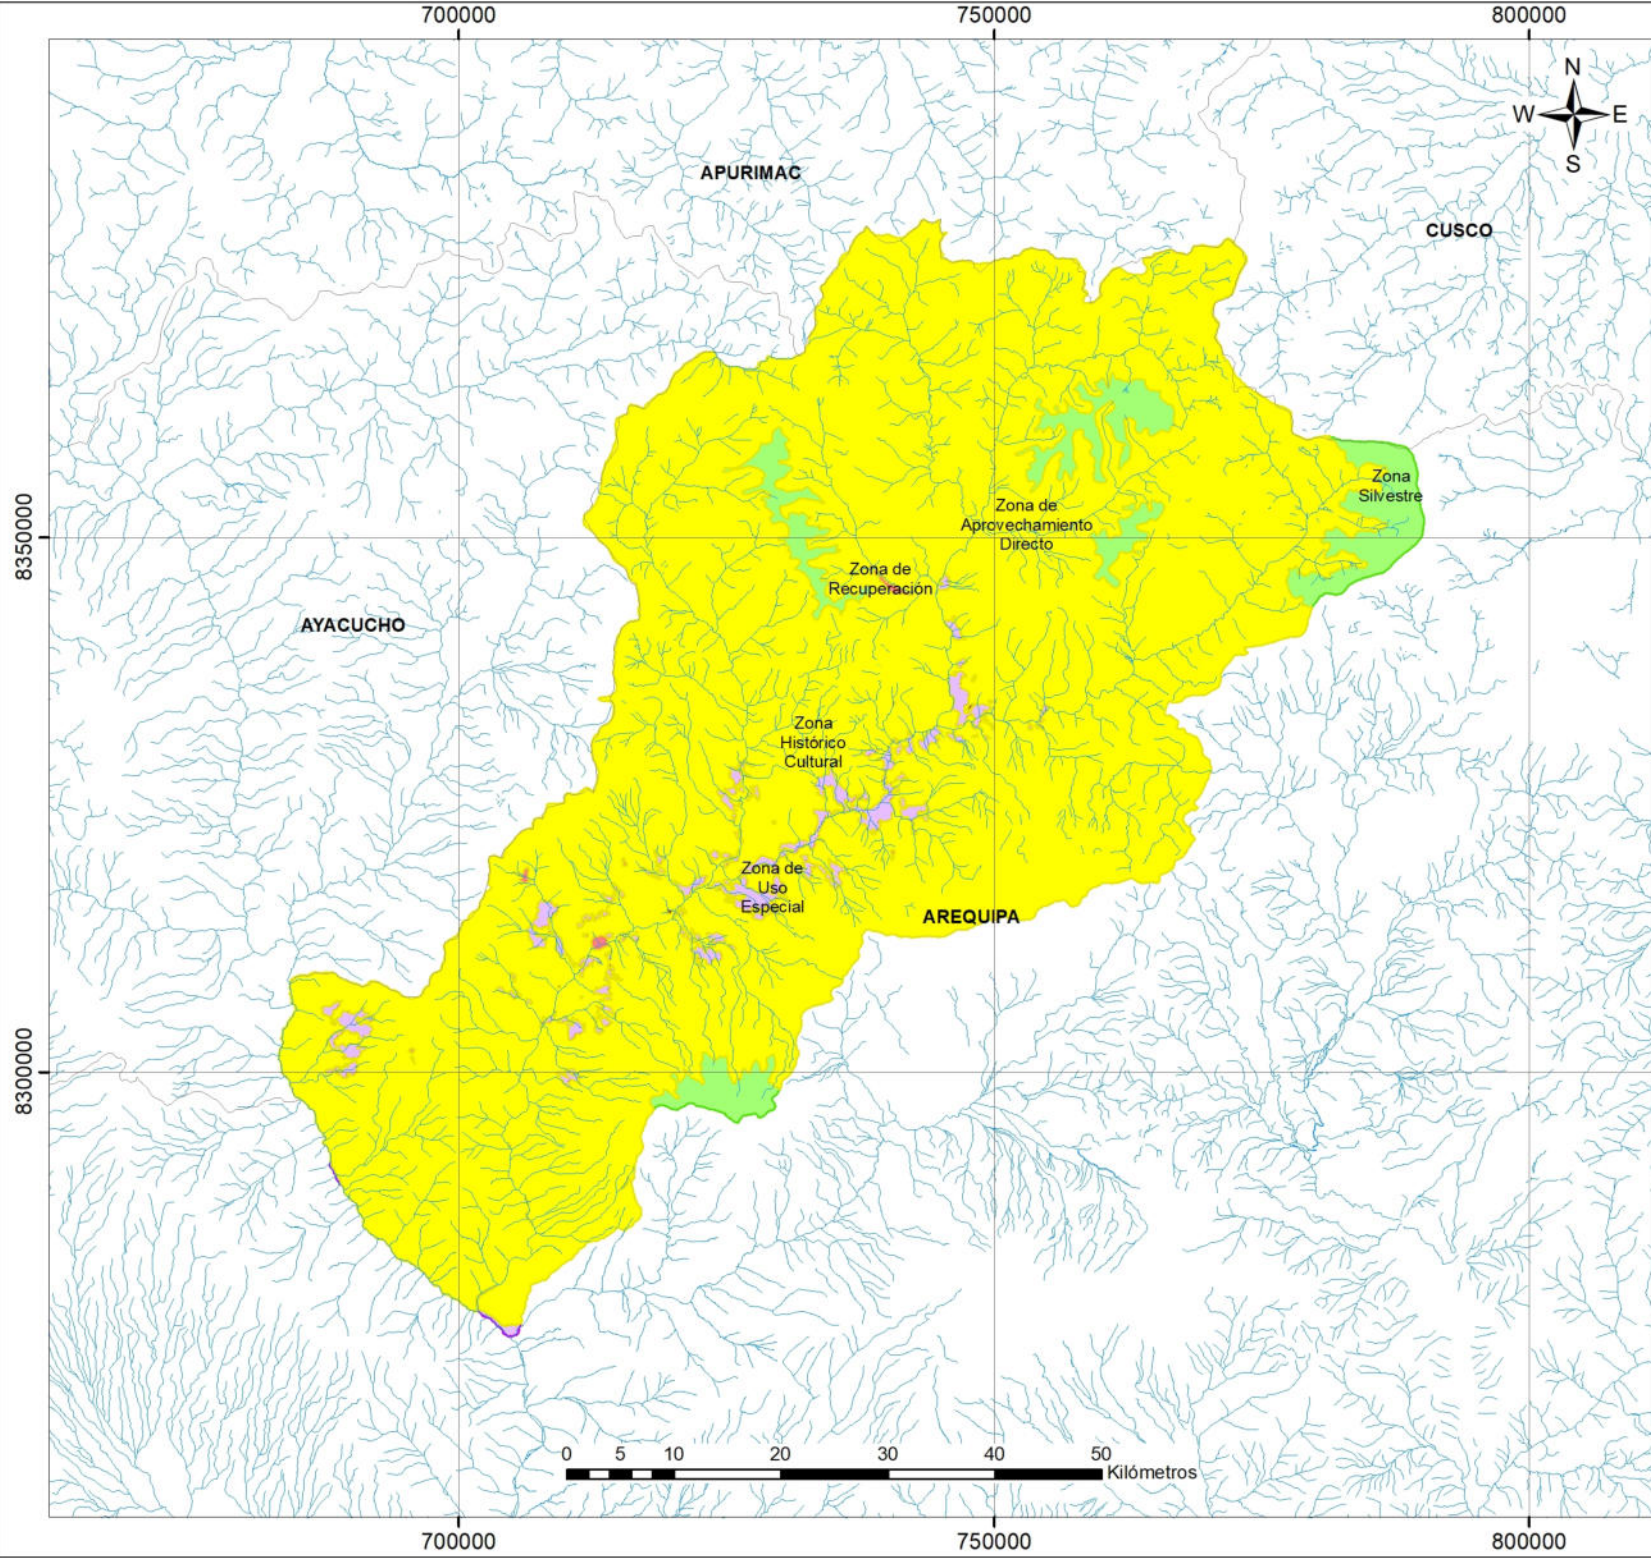 700000 750000 800000
N
W E
S
APURIMAC
CUSCO
Zona
Silvestre
Zona de
Aprovechamiento
Directo
8350000
Zona de
Recuperación
AYACUCHO
Zona
Histórico
Cultural
Zona de
Uso
Especial
AREQUIPA
8300000
0 5 10 20 30 40 50
Kilómetros
700000 750000 800000